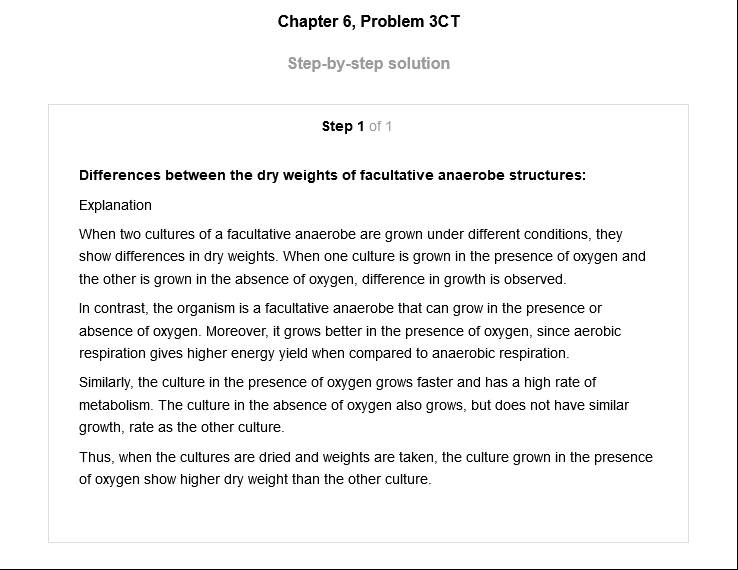 Chapter 6, Problem 3CT
Step-by-step solution
Step 1 of 1
Differences between the dry weights of facultative anaerobe structures:
Explanation
When two cultures of a facultative anaerobe are grown under different conditions, they
show differences in dry weights. When one culture is grown in the presence of oxygen and
the other is grown in the absence of oxygen, difference in growth is observed.
In contrast, the organism is a facultative anaerobe that can grow in the presence or
absence of oxygen. Moreover, it grows better in the presence of oxygen, since aerobic
respiration gives higher energy yield when compared to anaerobic respiration.
Similarly, the culture in the presence of oxygen grows faster and has a high rate of
metabolism. The culture in the absence of oxygen also grows, but does not have similar
growth, rate as the other culture.
Thus, when the cultures are dried and weights are taken, the culture grown in the presence
of oxygen show higher dry weight than the other culture.